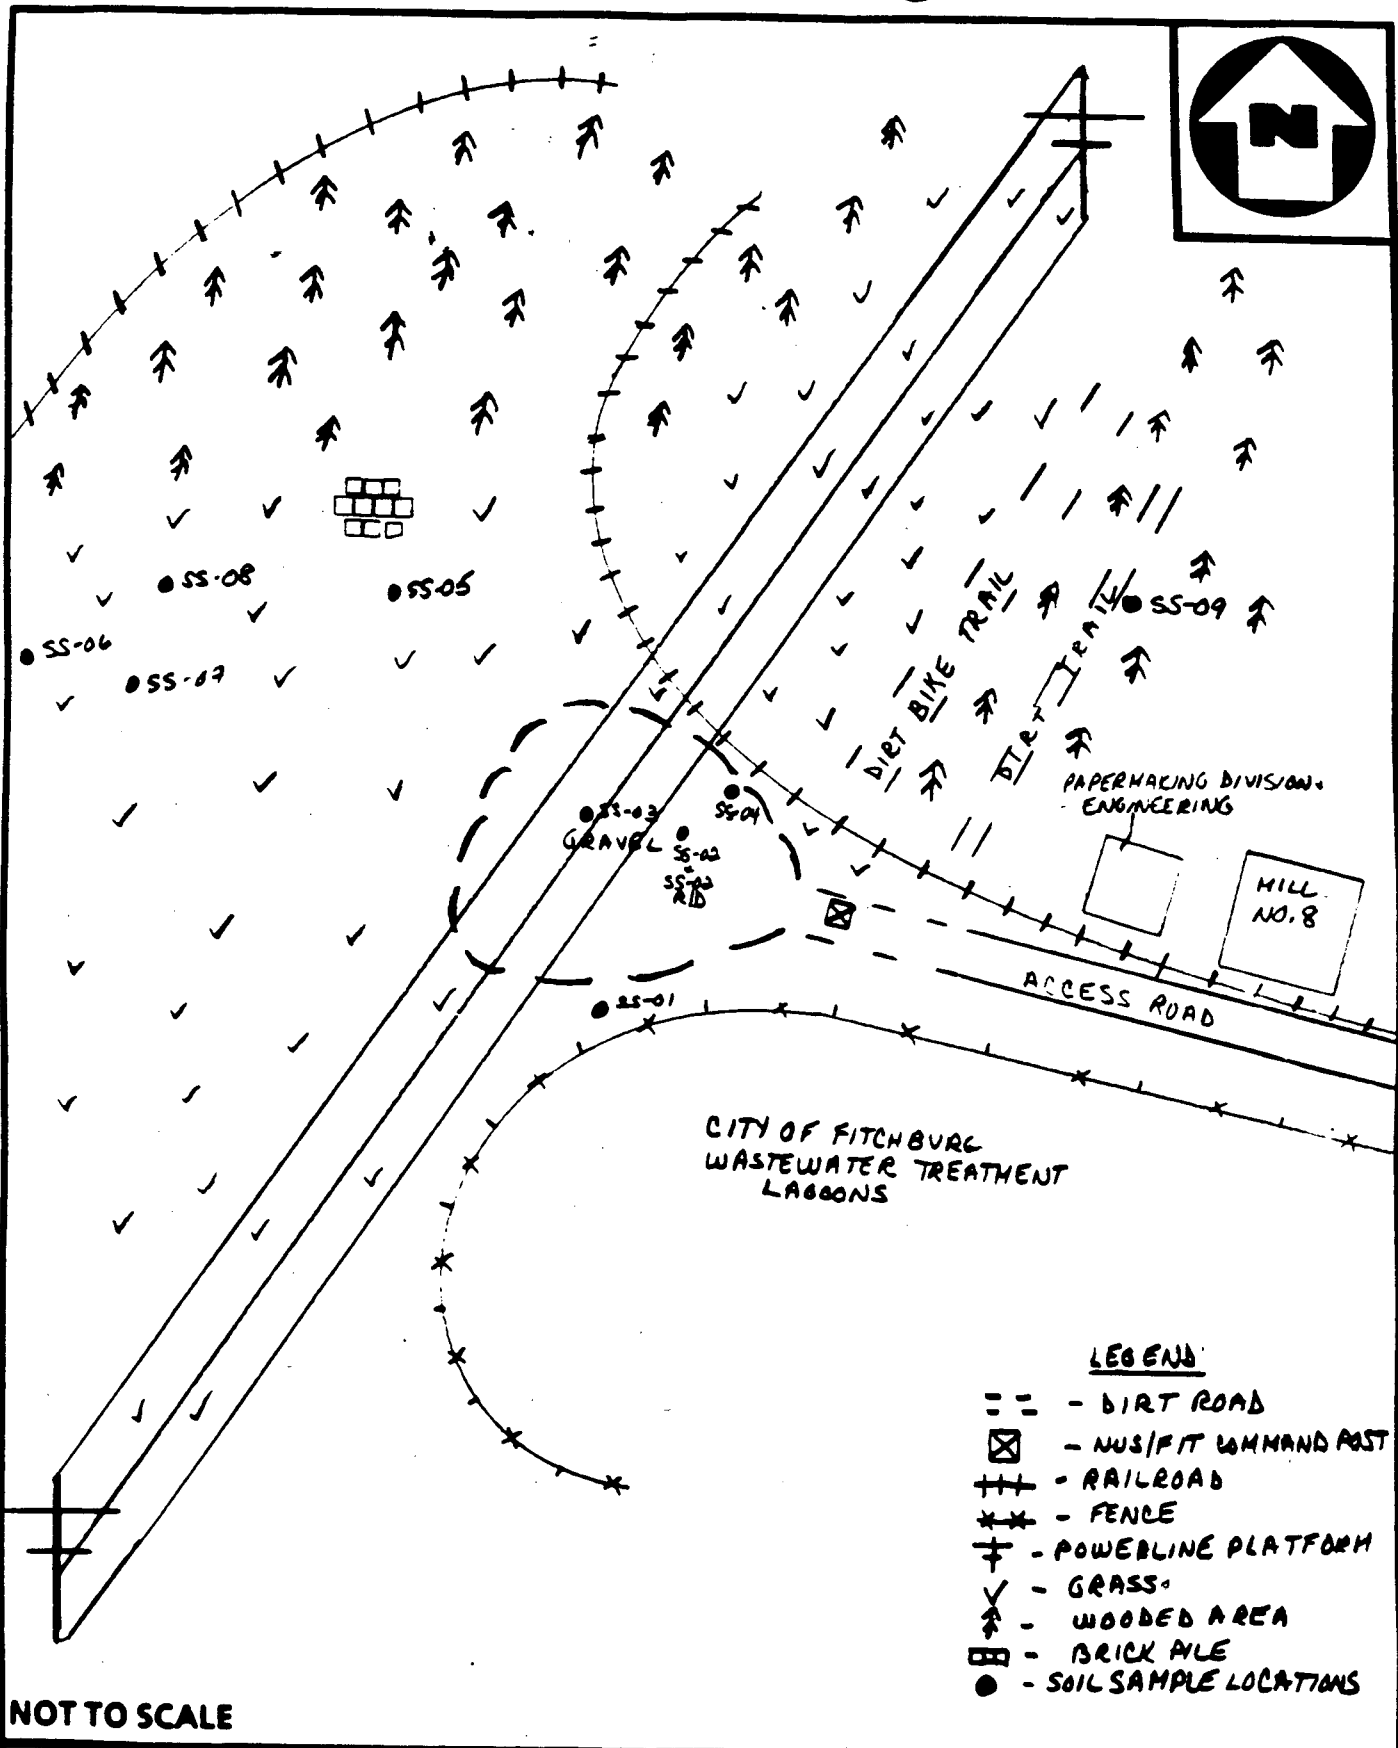 N
SS-08
SS-05
SS-09
SS-06
SS-07
DIRT BIKE TRAIL
DIRT TRAIL
PAPERMAKING DIVISION
ENGINEERING
SS-03
SS-04
GRAVEL
SS-02
SS-02
R/D
MILL
NO. 8
ACCESS ROAD
SS-01
CITY OF FITCHBURG
WASTEWATER TREATMENT
LAGOONS
LEGEND
- DIRT ROAD
- NUS/FIT COMMAND POST
- RAILROAD
- FENCE
- POWERLINE PLATFORM
- GRASS
- WOODED AREA
- BRICK PILE
- SOIL SAMPLE LOCATIONS
NOT TO SCALE